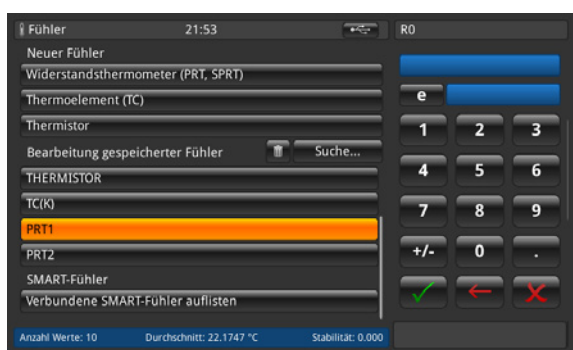 Fühler 21:53 R0
Neuer Fühler
Widerstandsthermometer (PRT, SPRT)
Thermoelement (TC)
e
Thermistor
1 2 3
Bearbeitung gespeicherter Fühler Suche...
THERMISTOR
4 5 6
TC(K)
7 8 9
PRT1
PRT2
+/- 0 .
SMART-Fühler
Verbundene SMART-Fühler auflisten
Anzahl Werte: 10 Durchschnitt: 22.1747 °C Stabilität: 0.000